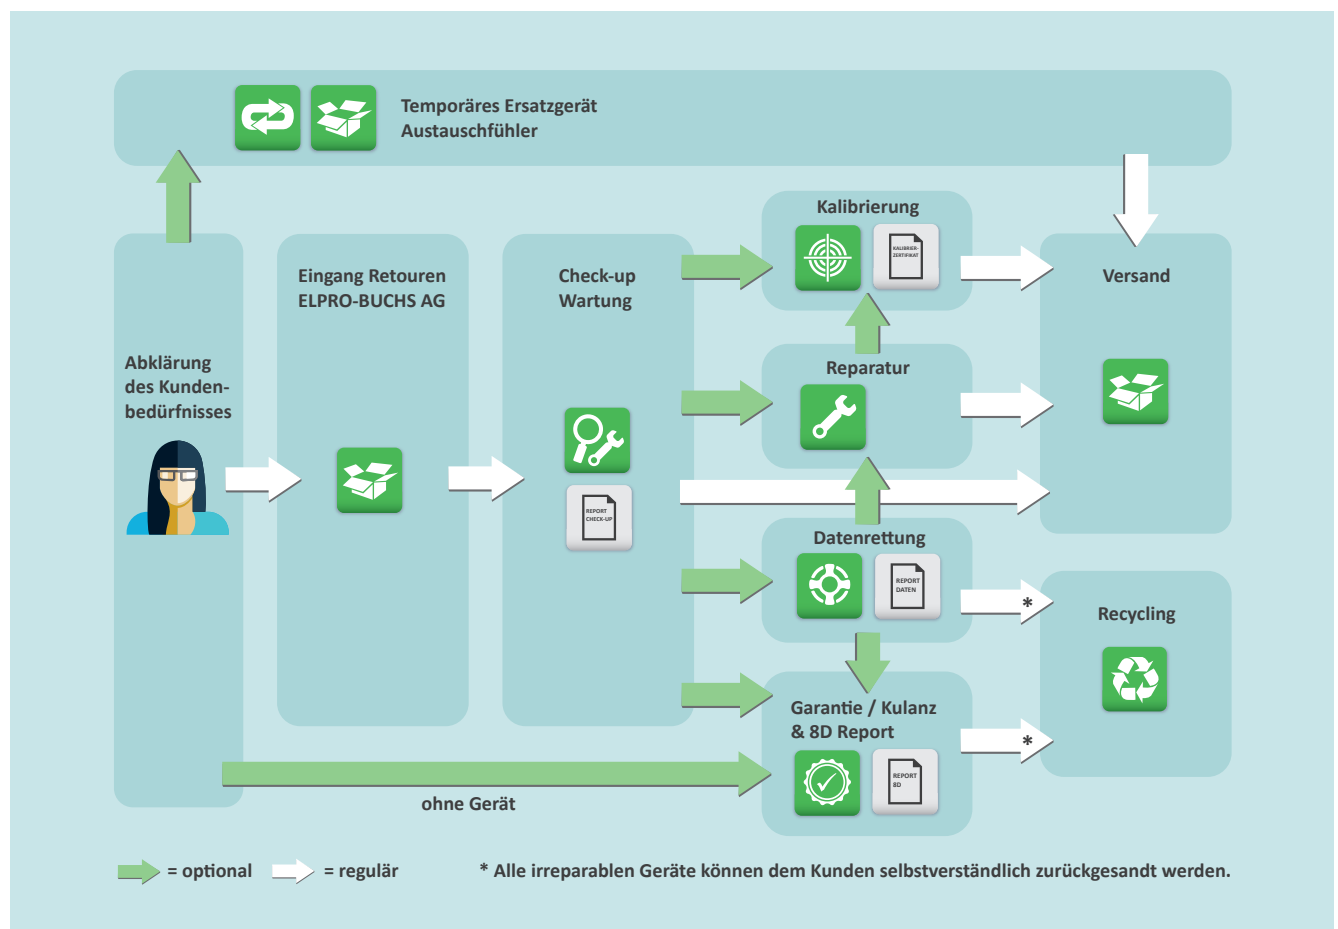 Temporäres Ersatzgerät
Austauschfühler
Abklärung
des Kunden-
bedürfnisses
Eingang Retouren
ELPRO-BUCHS AG
Check-up
Wartung
REPORT
CHECK-UP
Kalibrierung
KALIBRIER-
ZERTIFIKAT
Reparatur
Datenrettung
REPORT
DATEN
Garantie / Kulanz
& 8D Report
REPORT
8D
Versand
*
Recycling
*
ohne Gerät
= optional
= regulär
* Alle irreparablen Geräte können dem Kunden selbstverständlich zurückgesandt werden.